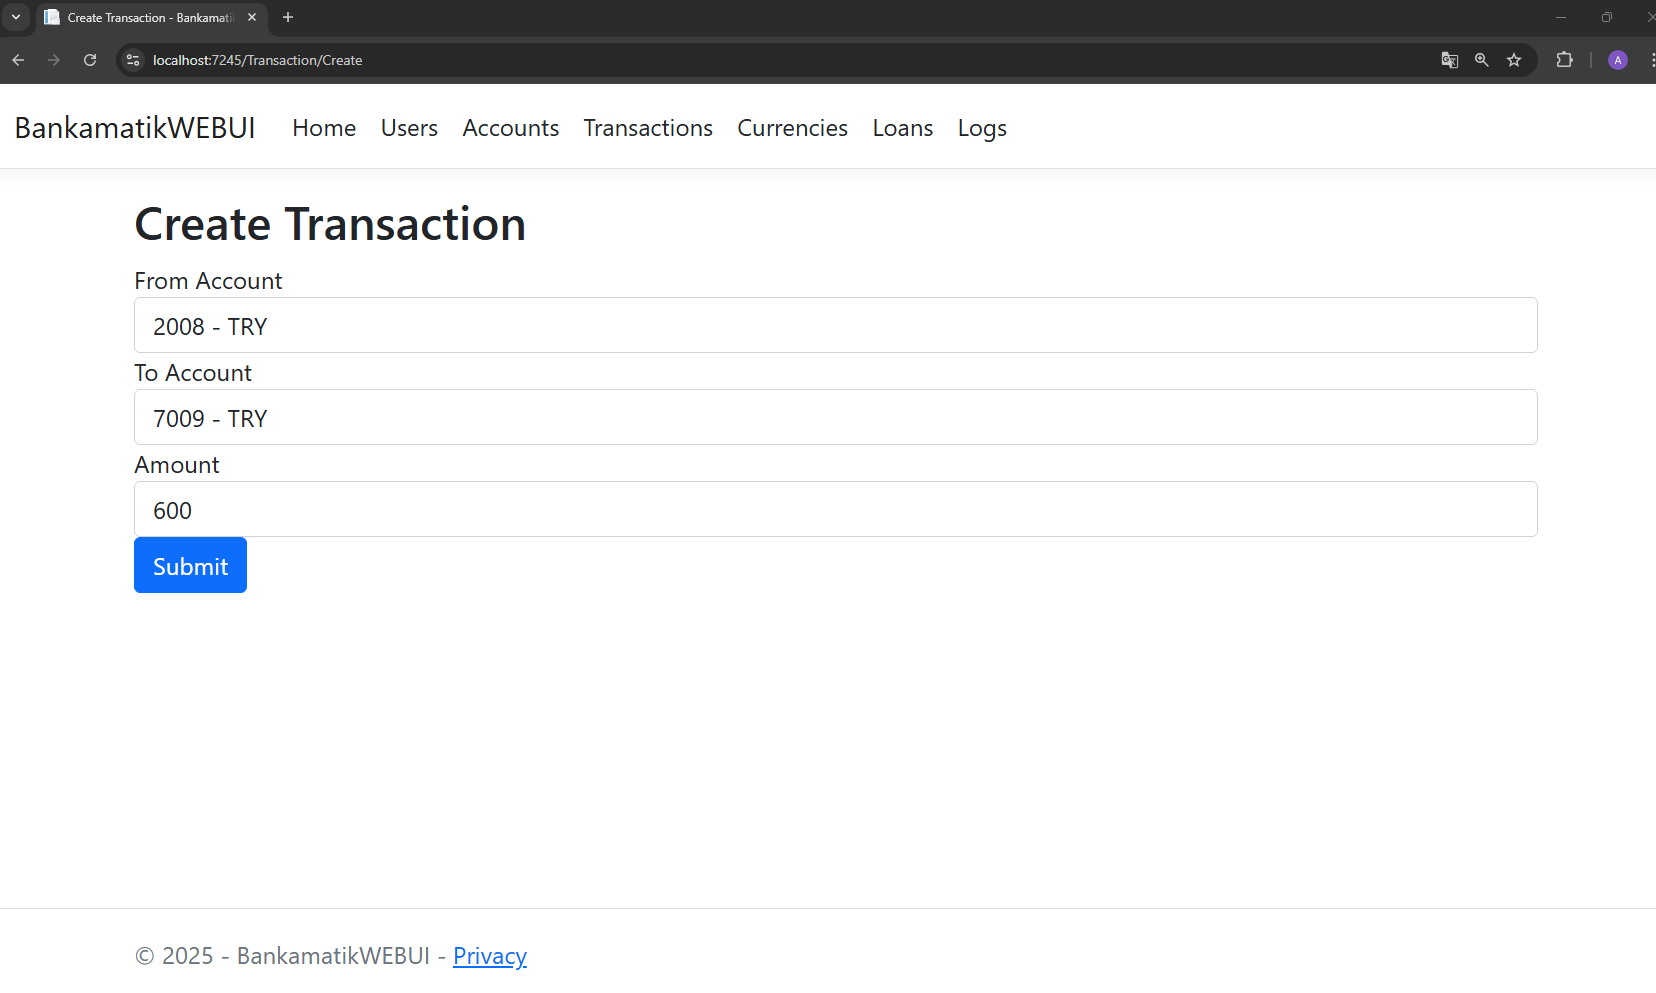 Create Transaction - Bankamati
localhost:7245/Transaction/Create
A
BankamatikWEBUI Home Users Accounts Transactions Currencies Loans Logs
Create Transaction
From Account
2008 - TRY
To Account
7009 - TRY
Amount
600
Submit
© 2025 - BankamatikWEBUI - Privacy